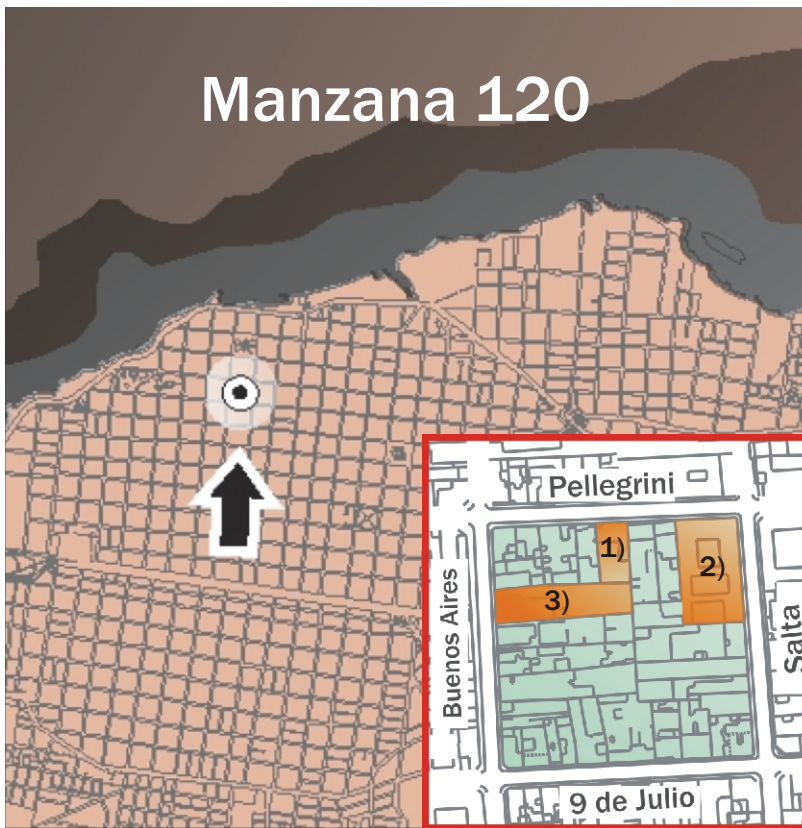 Manzana 120
Pellegrini
1)
2)
3)
Buenos Aires
Salta
9 de Julio